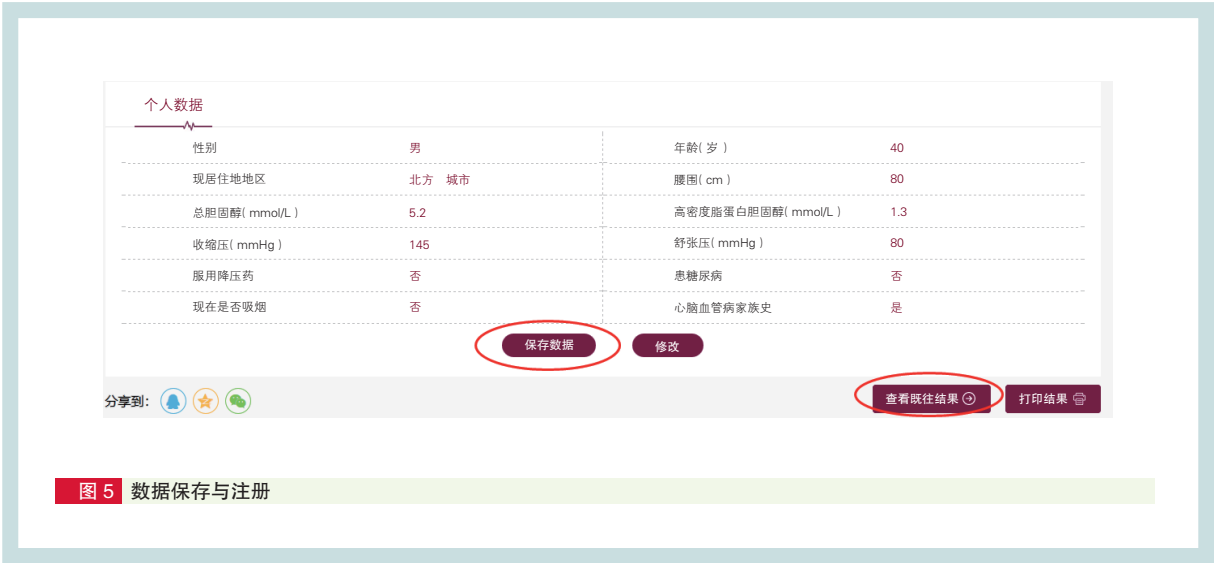 个人数据
性别 男 年龄( 岁 ) 40
现居住地地区 北方 城市 腰围( cm ) 80
总胆固醇( mmol/L ) 5.2 高密度脂蛋白胆固醇( mmol/L ) 1.3
收缩压( mmHg ) 145 舒张压( mmHg ) 80
服用降压药 否 患糖尿病 否
现在是否吸烟 否 心脑血管病家族史 是
保存数据 修改
分享到: 查看既往结果 打印结果
图 5 数据保存与注册